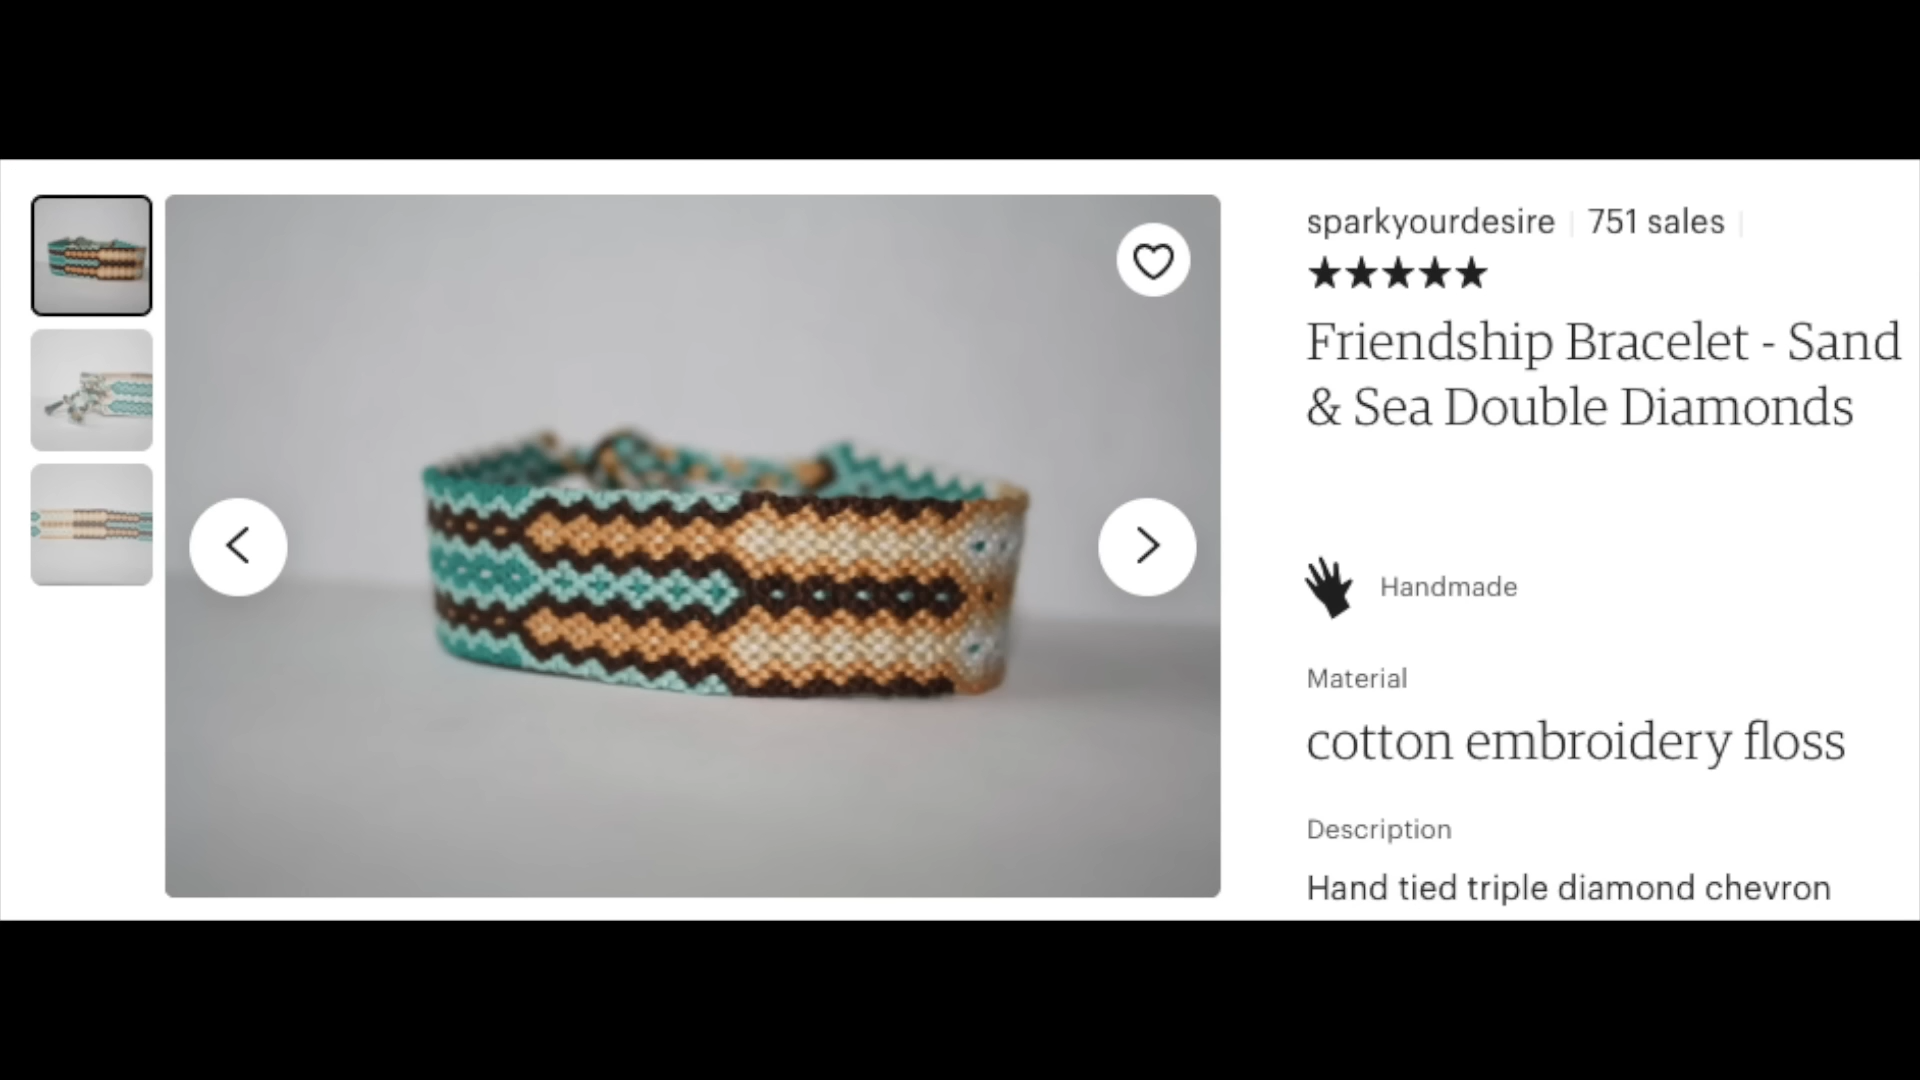 sparkyourdesire 751 sales
Friendship Bracelet - Sand
& Sea Double Diamonds
Handmade
Material
cotton embroidery floss
Description
Hand tied triple diamond chevron